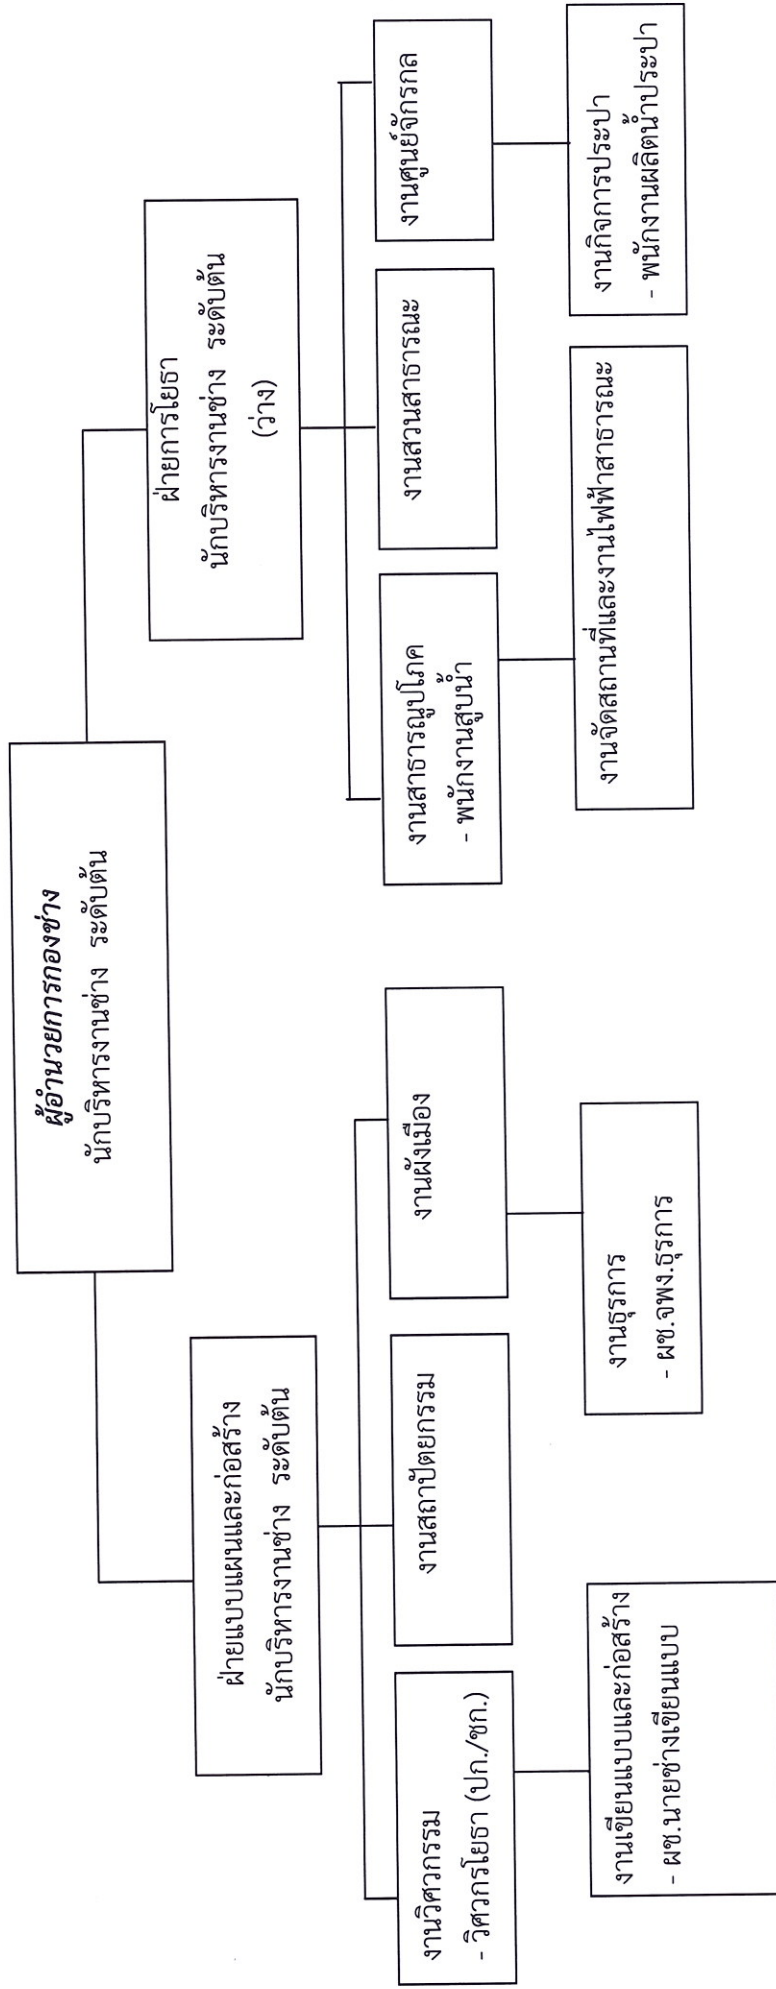 ผู้อำนวยการกองช่าง
นักบริหารงานช่าง ระดับต้น
ฝ่ายแบบแผนและก่อสร้าง
นักบริหารงานช่าง ระดับต้น
ฝ่ายการโยธา
นักบริหารงานช่าง ระดับต้น
(ว่าง)
งานวิศวกรรม
- วิศวกรโยธา (ปก./ชก.)
งานสถาปัตยกรรม
งานผังเมือง
งานสาธารณูปโภค
- พนักงานสูบน้ำ
งานสวนสาธารณะ
งานศูนย์จักรกล
งานเขียนแบบและก่อสร้าง
- ผช.นายช่างเขียนแบบ
งานธุรการ
- ผช.จพง.ธุรการ
งานจัดสถานที่และงานไฟฟ้าสาธารณะ
งานกิจการประปา
- พนักงานผลิตน้ำประปา